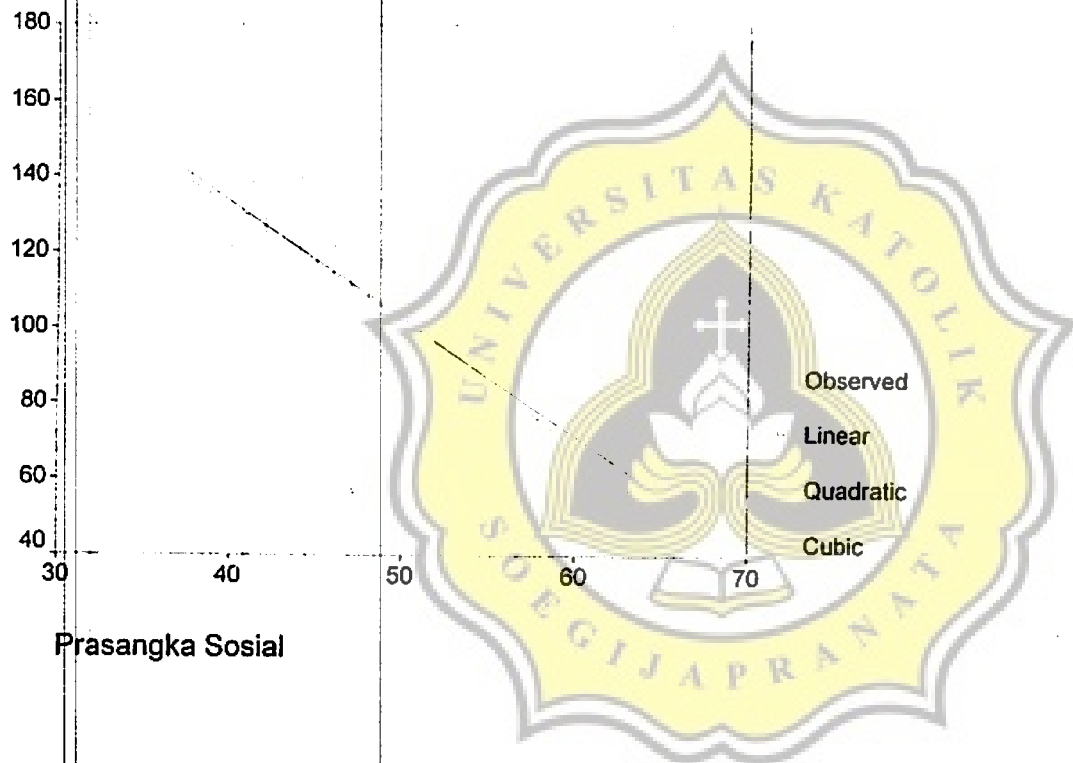 180
160
140
120
100
80
60
40
30
40
50
60
70
Observed
Linear
Quadratic
Cubic
Prasangka Sosial
UNIVERSITAS KATOLIK
SOEGIJAPRANATA